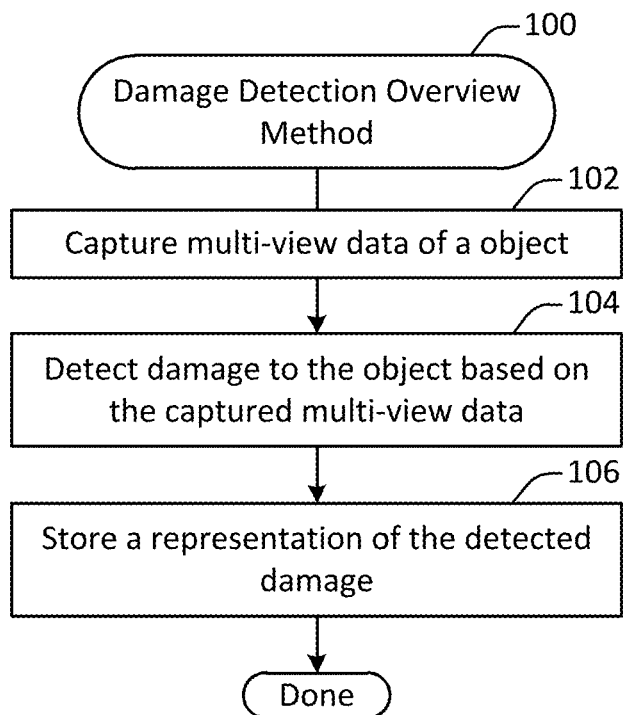 100
Damage Detection Overview
Method
102
Capture multi-view data of a object
104
Detect damage to the object based on
the captured multi-view data
106
Store a representation of the detected
damage
Done